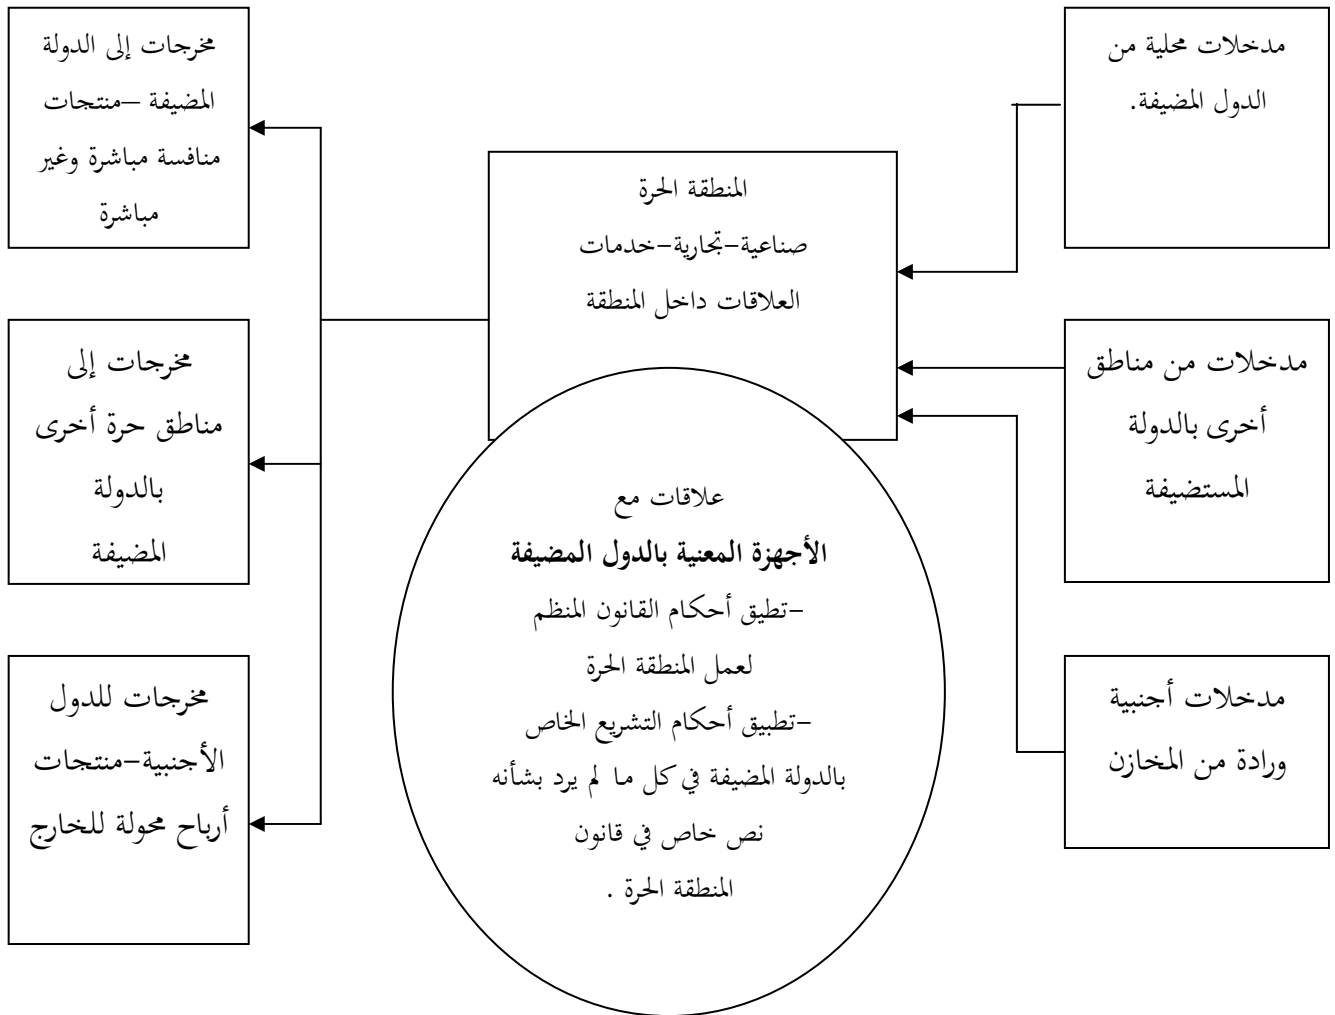 مدخلات محلية من
الدول المضيفة.
مدخلات من مناطق
أخرى بالدولة
المستضيفة
مدخلات أجنبية
ورادة من المخازن
المنطقة الحرة
صناعية-تجارية-خدمات
العلاقات داخل المنطقة
علاقات مع
الأجهزة المعنية بالدول المضيفة
-تطيق أحكام القانون المنظم
لعمل المنطقة الحرة
-تطبيق أحكام التشريع الخاص
بالدولة المضيفة في كل ما لم يرد بشأنه
نص خاص في قانون
المنطقة الحرة .
مخرجات إلى الدولة
المضيفة –منتجات
منافسة مباشرة وغير
مباشرة
مخرجات إلى
مناطق حرة أخرى
بالدولة
المضيفة
مخرجات للدول
الأجنبية-منتجات
أرباح محولة للخارج